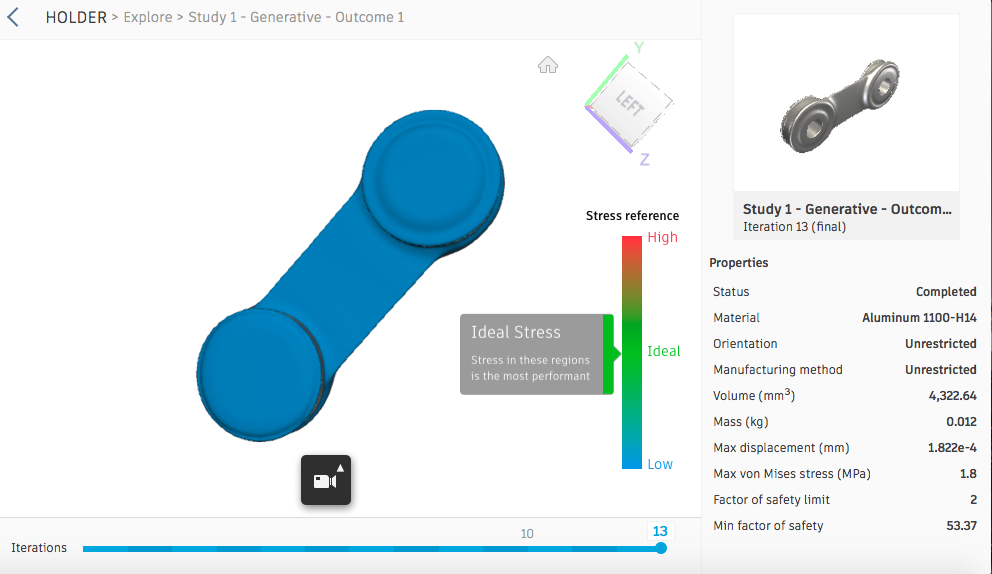 HOLDER > Explore > Study 1 - Generative - Outcome 1
Y
LEFT
Z
Stress reference
High
Ideal Stress
Stress in these regions
is the most performant
Ideal
Low
10
13
Iterations
Study 1 - Generative - Outcom...
Iteration 13 (final)
Properties
Status Completed
Material Aluminum 1100-H14
Orientation Unrestricted
Manufacturing method Unrestricted
Volume (mm³) 4,322.64
Mass (kg) 0.012
Max displacement (mm) 1.822e-4
Max von Mises stress (MPa) 1.8
Factor of safety limit 2
Min factor of safety 53.37